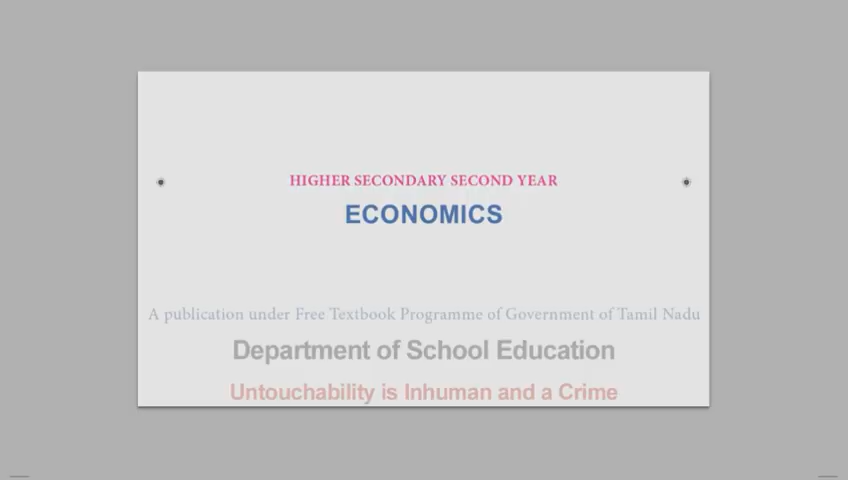 HIGHER SECONDARY SECOND YEAR
ECONOMICS
A publication under Free Textbook Programme of Government of Tamil Nadu
Department of School Education
Untouchability is Inhuman and a Crime